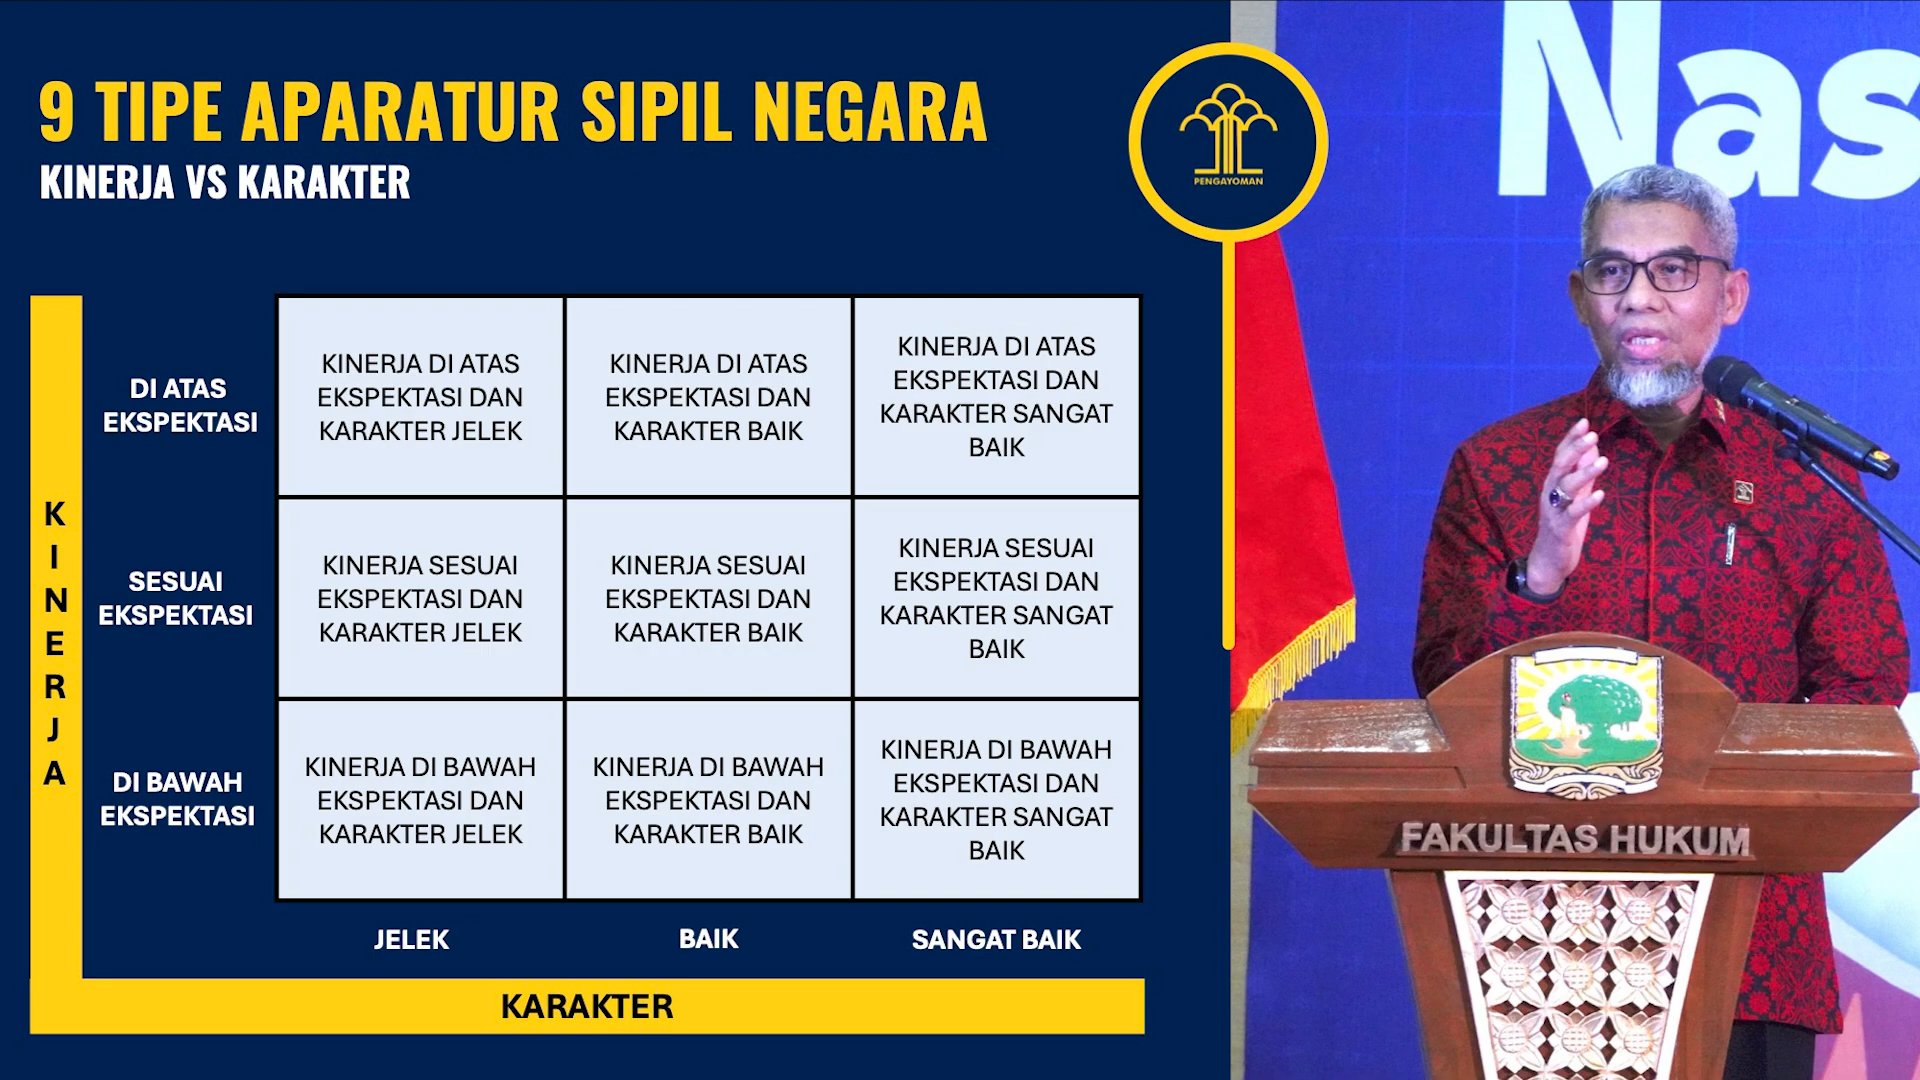 9 TIPE APARATUR SIPIL NEGARA
KINERJA VS KARAKTER
PENGAYOMAN
Nas
KINERJA
DI ATAS
EKSPEKTASI
KINERJA DI ATAS
EKSPEKTASI DAN
KARAKTER JELEK
KINERJA DI ATAS
EKSPEKTASI DAN
KARAKTER BAIK
KINERJA DI ATAS
EKSPEKTASI DAN
KARAKTER SANGAT
BAIK
SESUAI
EKSPEKTASI
KINERJA SESUAI
EKSPEKTASI DAN
KARAKTER JELEK
KINERJA SESUAI
EKSPEKTASI DAN
KARAKTER BAIK
KINERJA SESUAI
EKSPEKTASI DAN
KARAKTER SANGAT
BAIK
DI BAWAH
EKSPEKTASI
KINERJA DI BAWAH
EKSPEKTASI DAN
KARAKTER JELEK
KINERJA DI BAWAH
EKSPEKTASI DAN
KARAKTER BAIK
KINERJA DI BAWAH
EKSPEKTASI DAN
KARAKTER SANGAT
BAIK
JELEK
BAIK
SANGAT BAIK
KARAKTER
FAKULTAS HUKUM